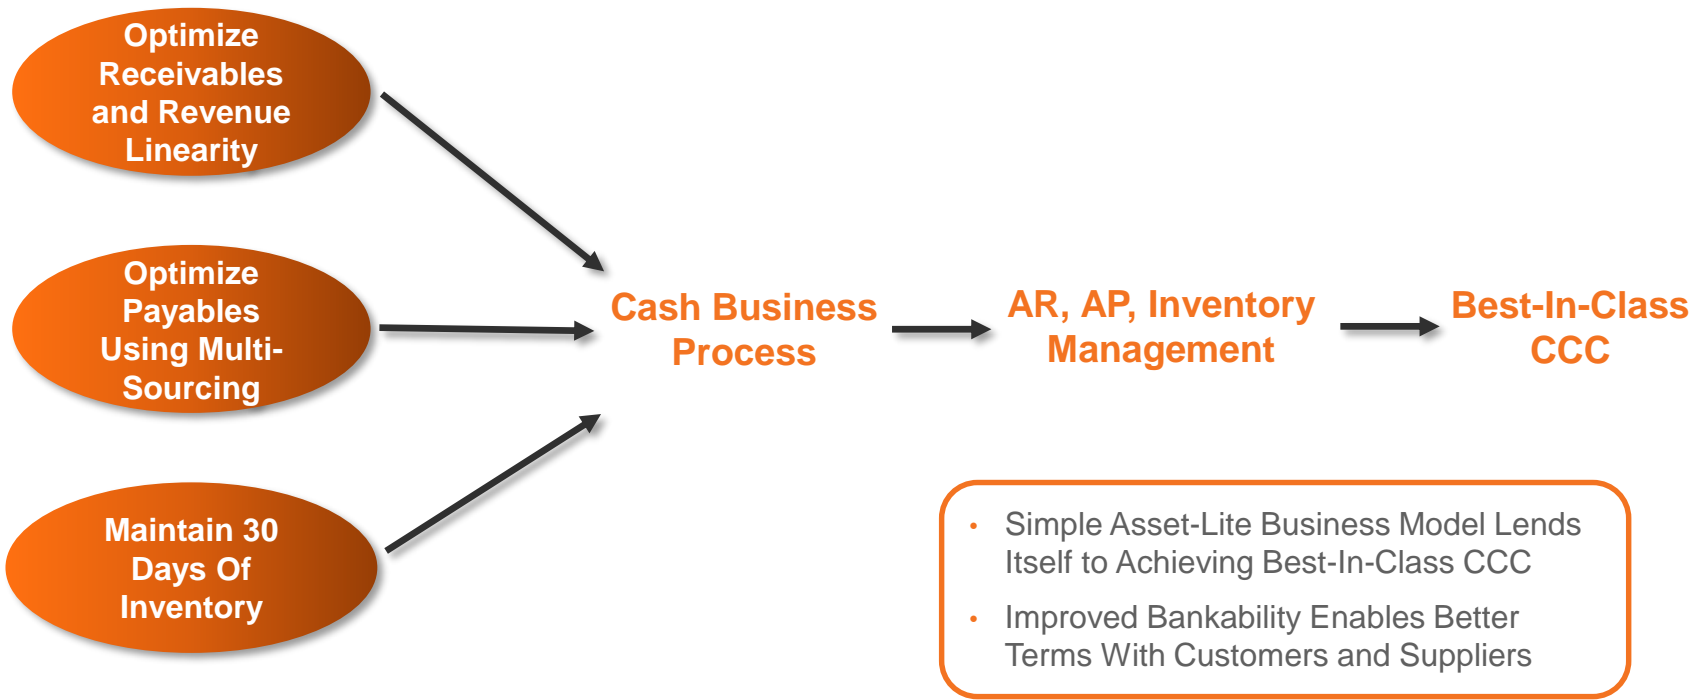 Optimize
Receivables
and Revenue
Linearity
Optimize
Payables
Using Multi-
Sourcing
Maintain 30
Days Of
Inventory
Cash Business
Process
AR, AP, Inventory
Management
Best-In-Class
CCC
• Simple Asset-Lite Business Model Lends
Itself to Achieving Best-In-Class CCC
• Improved Bankability Enables Better
Terms With Customers and Suppliers